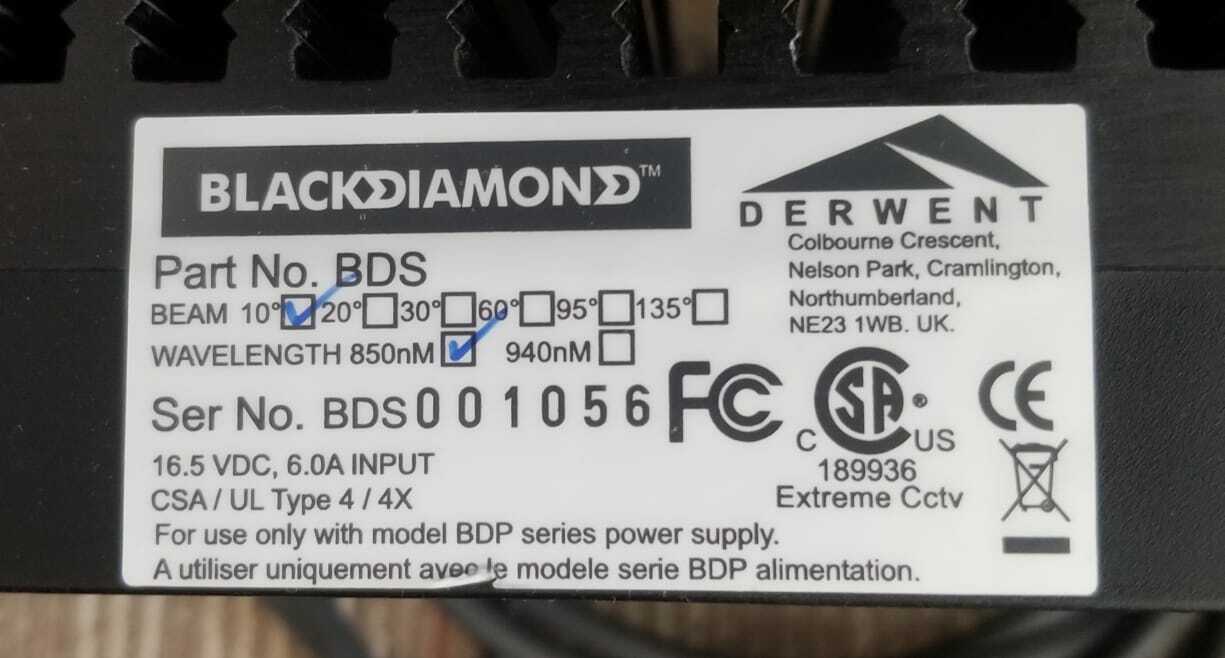 BLACKDIAMOND™
DERWENT
Colbourne Crescent,
Nelson Park, Cramlington,
Northumberland,
NE23 1WB. UK.
Part No. BDS
BEAM 10° 20° 30° 60° 95° 135°
WAVELENGTH 850nM 940nM
Ser No. BDS001056
FC
C SA® US
189936
Extreme Cctv
CE
16.5 VDC, 6.0A INPUT
CSA / UL Type 4 / 4X
For use only with model BDP series power supply.
A utiliser uniquement avec le modele serie BDP alimentation.